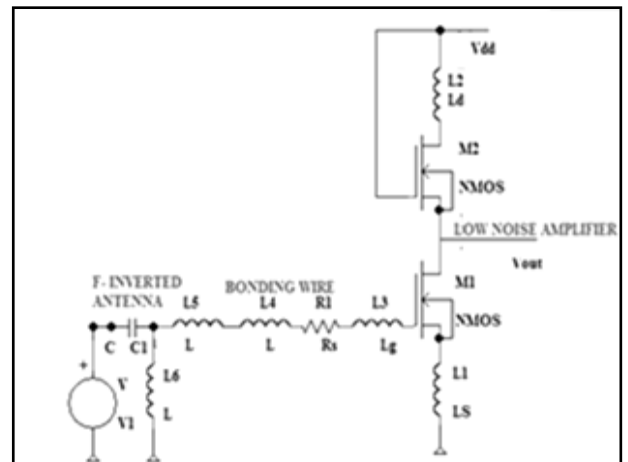 Vdd
L2
Ld
M2
NMOS
LOW NOISE AMPLIFIER
Vout
F- INVERTED
ANTENNA
BONDING WIRE
M1
L5
L4
R1
L3
NMOS
C
C1
L
L
Rs
Lg
+
V
V1
L6
L
L1
LS